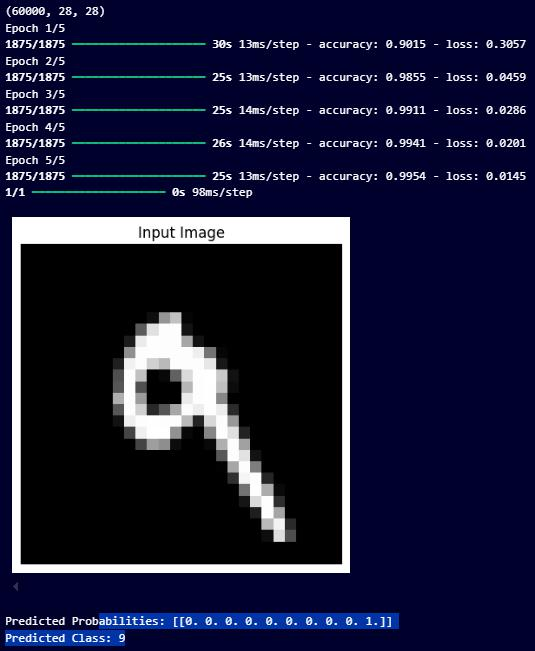 (60000, 28, 28)
Epoch 1/5
1875/1875 ━━━━━━━━━━━━━━━━━━━━ 30s 13ms/step - accuracy: 0.9015 - loss: 0.3057
Epoch 2/5
1875/1875 ━━━━━━━━━━━━━━━━━━━━ 25s 13ms/step - accuracy: 0.9855 - loss: 0.0459
Epoch 3/5
1875/1875 ━━━━━━━━━━━━━━━━━━━━ 25s 14ms/step - accuracy: 0.9911 - loss: 0.0286
Epoch 4/5
1875/1875 ━━━━━━━━━━━━━━━━━━━━ 26s 14ms/step - accuracy: 0.9941 - loss: 0.0201
Epoch 5/5
1875/1875 ━━━━━━━━━━━━━━━━━━━━ 25s 13ms/step - accuracy: 0.9954 - loss: 0.0145
1/1 ━━━━━━━━━━━━━━━━━━━━ 0s 98ms/step
Input Image
9
Predicted Probabilities: [[0. 0. 0. 0. 0. 0. 0. 0. 0. 1.]]
Predicted Class: 9